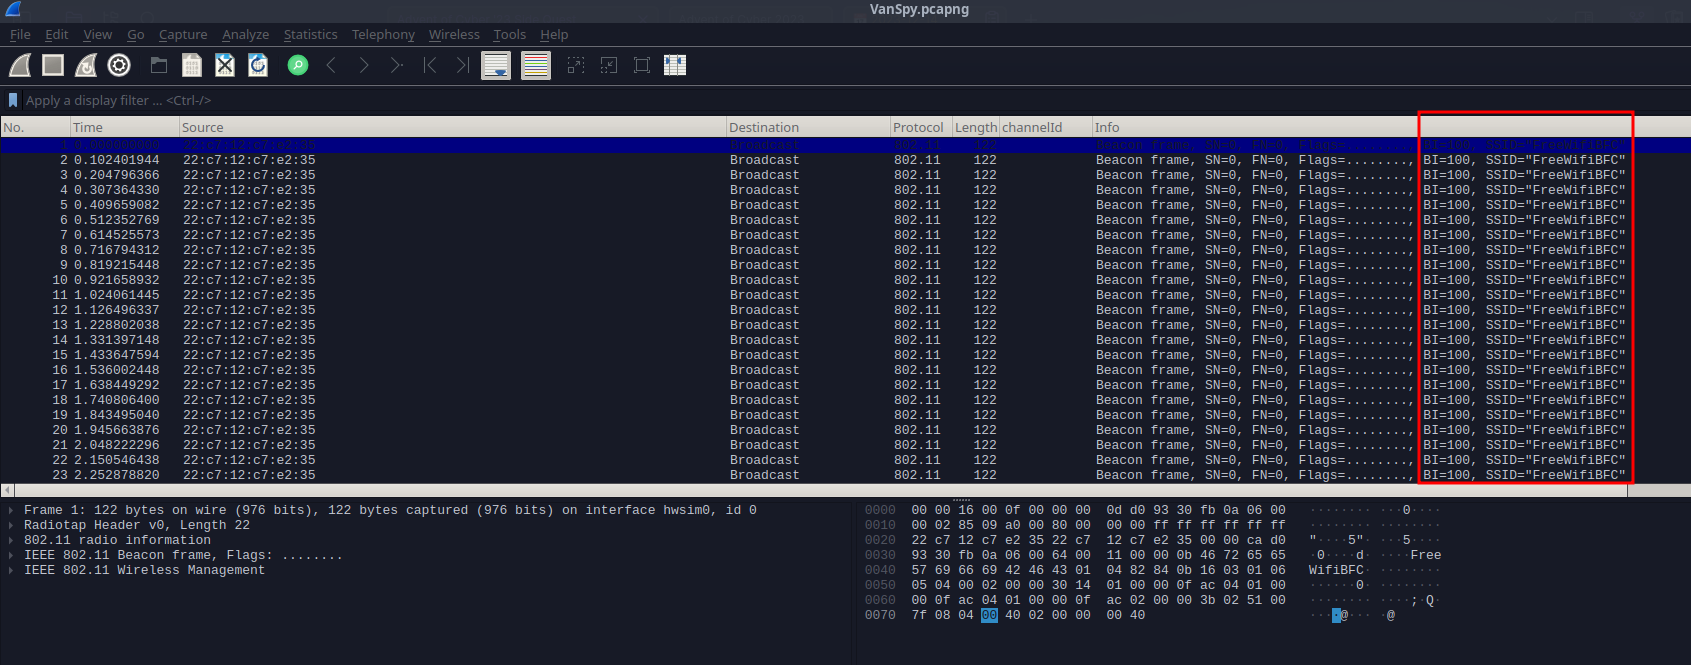 VanSpy.pcapng
File Edit View Go Capture Analyze Statistics Telephony Wireless Tools Help
Apply a display filter ... <Ctrl-/>
No. Time Source Destination Protocol Length channelId Info
1 0.000000000 22:c7:12:c7:e2:35 Broadcast 802.11 122 Beacon frame, SN=0, FN=0, Flags=........, BI=100, SSID="FreeWifiBFC"
2 0.102401944 22:c7:12:c7:e2:35 Broadcast 802.11 122 Beacon frame, SN=0, FN=0, Flags=........, BI=100, SSID="FreeWifiBFC"
3 0.204796366 22:c7:12:c7:e2:35 Broadcast 802.11 122 Beacon frame, SN=0, FN=0, Flags=........, BI=100, SSID="FreeWifiBFC"
4 0.307364330 22:c7:12:c7:e2:35 Broadcast 802.11 122 Beacon frame, SN=0, FN=0, Flags=........, BI=100, SSID="FreeWifiBFC"
5 0.409659082 22:c7:12:c7:e2:35 Broadcast 802.11 122 Beacon frame, SN=0, FN=0, Flags=........, BI=100, SSID="FreeWifiBFC"
6 0.512352769 22:c7:12:c7:e2:35 Broadcast 802.11 122 Beacon frame, SN=0, FN=0, Flags=........, BI=100, SSID="FreeWifiBFC"
7 0.614525573 22:c7:12:c7:e2:35 Broadcast 802.11 122 Beacon frame, SN=0, FN=0, Flags=........, BI=100, SSID="FreeWifiBFC"
8 0.716794312 22:c7:12:c7:e2:35 Broadcast 802.11 122 Beacon frame, SN=0, FN=0, Flags=........, BI=100, SSID="FreeWifiBFC"
9 0.819215448 22:c7:12:c7:e2:35 Broadcast 802.11 122 Beacon frame, SN=0, FN=0, Flags=........, BI=100, SSID="FreeWifiBFC"
10 0.921658932 22:c7:12:c7:e2:35 Broadcast 802.11 122 Beacon frame, SN=0, FN=0, Flags=........, BI=100, SSID="FreeWifiBFC"
11 1.024061445 22:c7:12:c7:e2:35 Broadcast 802.11 122 Beacon frame, SN=0, FN=0, Flags=........, BI=100, SSID="FreeWifiBFC"
12 1.126496337 22:c7:12:c7:e2:35 Broadcast 802.11 122 Beacon frame, SN=0, FN=0, Flags=........, BI=100, SSID="FreeWifiBFC"
13 1.228802038 22:c7:12:c7:e2:35 Broadcast 802.11 122 Beacon frame, SN=0, FN=0, Flags=........, BI=100, SSID="FreeWifiBFC"
14 1.331397148 22:c7:12:c7:e2:35 Broadcast 802.11 122 Beacon frame, SN=0, FN=0, Flags=........, BI=100, SSID="FreeWifiBFC"
15 1.433647594 22:c7:12:c7:e2:35 Broadcast 802.11 122 Beacon frame, SN=0, FN=0, Flags=........, BI=100, SSID="FreeWifiBFC"
16 1.536002448 22:c7:12:c7:e2:35 Broadcast 802.11 122 Beacon frame, SN=0, FN=0, Flags=........, BI=100, SSID="FreeWifiBFC"
17 1.638449292 22:c7:12:c7:e2:35 Broadcast 802.11 122 Beacon frame, SN=0, FN=0, Flags=........, BI=100, SSID="FreeWifiBFC"
18 1.740806400 22:c7:12:c7:e2:35 Broadcast 802.11 122 Beacon frame, SN=0, FN=0, Flags=........, BI=100, SSID="FreeWifiBFC"
19 1.843495040 22:c7:12:c7:e2:35 Broadcast 802.11 122 Beacon frame, SN=0, FN=0, Flags=........, BI=100, SSID="FreeWifiBFC"
20 1.945663876 22:c7:12:c7:e2:35 Broadcast 802.11 122 Beacon frame, SN=0, FN=0, Flags=........, BI=100, SSID="FreeWifiBFC"
21 2.048222296 22:c7:12:c7:e2:35 Broadcast 802.11 122 Beacon frame, SN=0, FN=0, Flags=........, BI=100, SSID="FreeWifiBFC"
22 2.150546438 22:c7:12:c7:e2:35 Broadcast 802.11 122 Beacon frame, SN=0, FN=0, Flags=........, BI=100, SSID="FreeWifiBFC"
23 2.252878820 22:c7:12:c7:e2:35 Broadcast 802.11 122 Beacon frame, SN=0, FN=0, Flags=........, BI=100, SSID="FreeWifiBFC"
Frame 1: 122 bytes on wire (976 bits), 122 bytes captured (976 bits) on interface hwsim0, id 0
Radiotap Header v0, Length 22
802.11 radio information
IEEE 802.11 Beacon frame, Flags: ........
IEEE 802.11 Wireless Management
0000 00 00 16 00 0f 00 00 00 0d d0 93 30 fb 0a 06 00 ········ ···0····
0010 00 02 85 09 a0 00 80 00 00 00 ff ff ff ff ff ff ········ ········
0020 22 c7 12 c7 e2 35 22 c7 12 c7 e2 35 00 00 ca d0 "····5"· ···5····
0030 93 30 fb 0a 06 00 64 00 11 00 00 0b 46 72 65 65 ·0····d· ····Free
0040 57 69 66 69 42 46 43 01 04 82 84 0b 16 03 01 06 WifiBFC· ········
0050 05 04 00 02 00 00 30 14 01 00 00 0f ac 04 01 00 ······0· ········
0060 00 0f ac 04 01 00 00 0f ac 02 00 00 3b 02 51 00 ········ ····;·Q·
0070 7f 08 04 00 40 02 00 00 00 40 ····@··· ·@